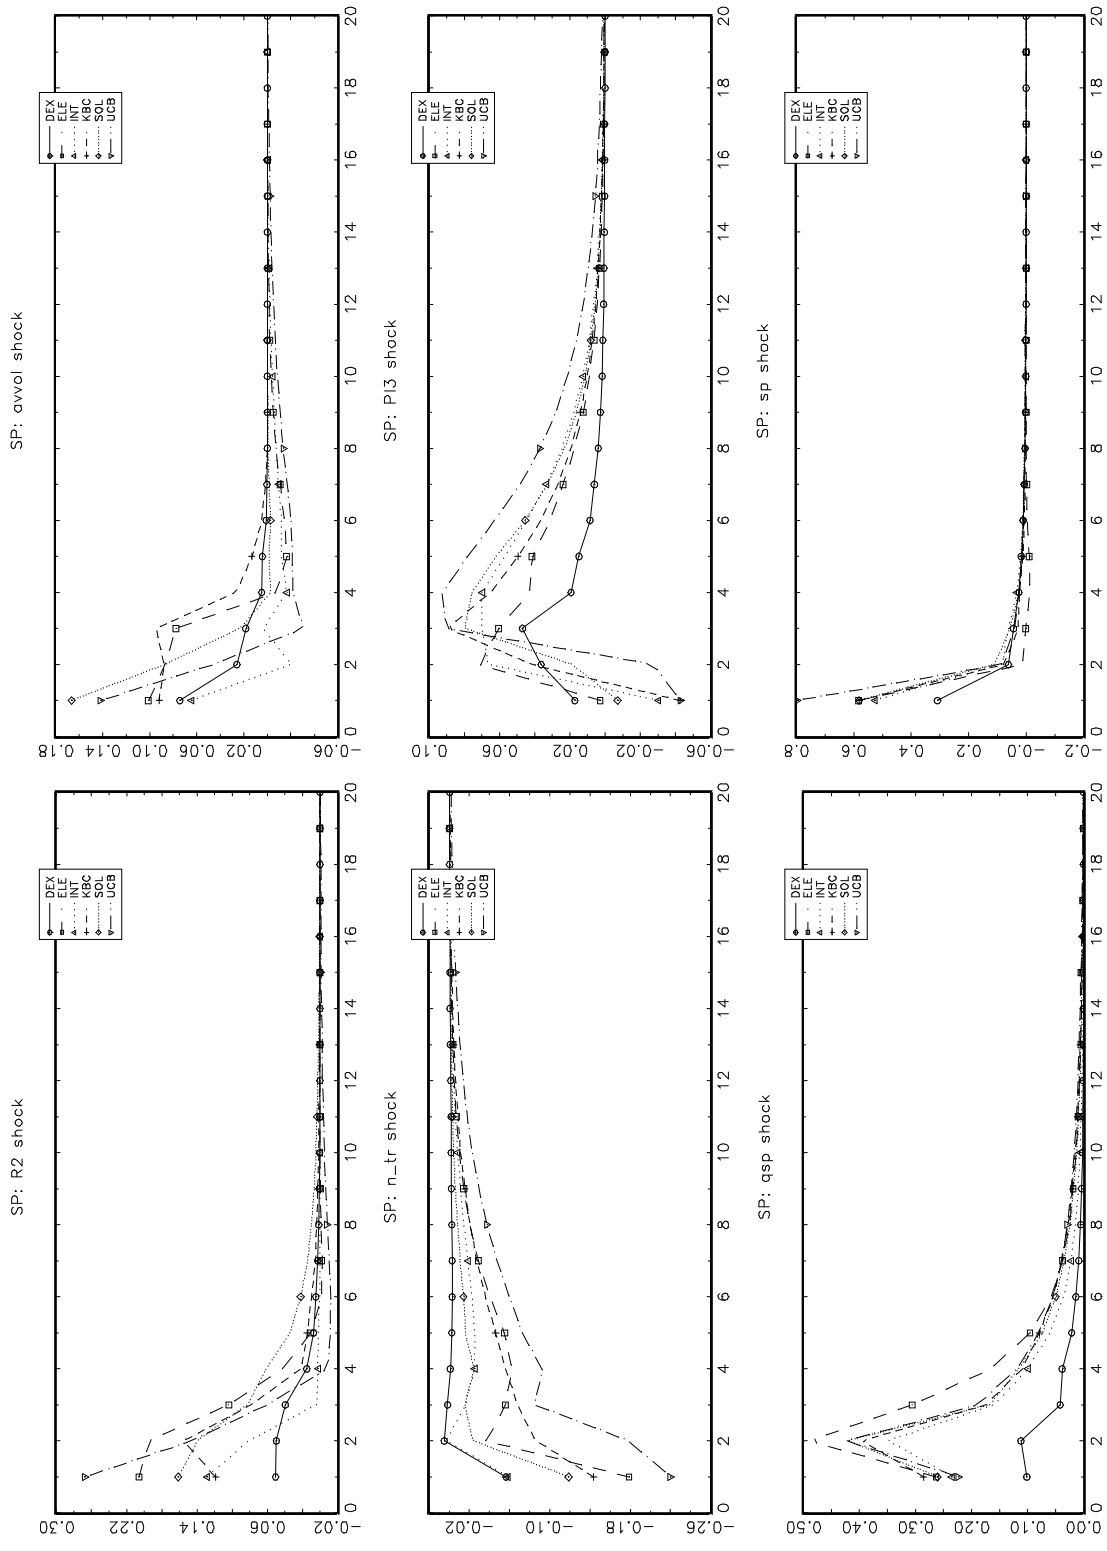 SP: R2 shock
0.30
0.22
0.14
0.06
−0.02
0 2 4 6 8 10 12 14 16 18 20
DEX
ELE
INT
KBC
SOL
UCB
SP: avvol shock
0.18
0.14
0.10
0.06
0.02
−0.02
−0.06
0 2 4 6 8 10 12 14 16 18 20
DEX
ELE
INT
KBC
SOL
UCB
SP: n_tr shock
−0.02
−0.10
−0.18
−0.26
0 2 4 6 8 10 12 14 16 18 20
DEX
ELE
INT
KBC
SOL
UCB
SP: PI3 shock
0.10
0.06
0.02
−0.02
−0.06
0 2 4 6 8 10 12 14 16 18 20
DEX
ELE
INT
KBC
SOL
UCB
SP: qsp shock
0.50
0.40
0.30
0.20
0.10
0.00
0 2 4 6 8 10 12 14 16 18 20
DEX
ELE
INT
KBC
SOL
UCB
SP: sp shock
0.8
0.6
0.4
0.2
−0.0
−0.2
0 2 4 6 8 10 12 14 16 18 20
DEX
ELE
INT
KBC
SOL
UCB